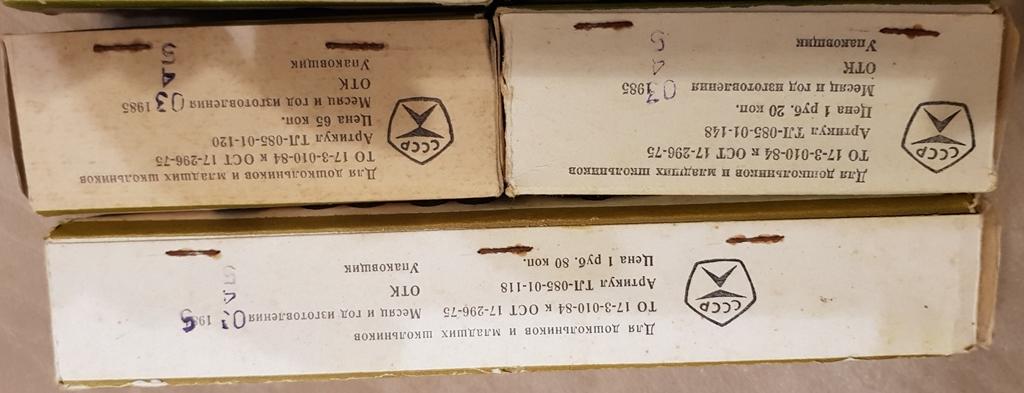 СССР
Для дошкольников и младших школьников
ТО 17-3-010-84 к ОСТ 17-296-75
Артикул ТЛ-085-01-118
Цена 1 руб. 80 коп.
Месяц и год изготовления 03 1985
ОТК
Упаковщик
СССР
Для дошкольников и младших школьников
ТО 17-3-010-84 к ОСТ 17-296-75
Артикул ТЛ-085-01-148
Цена 1 руб. 20 коп.
Месяц и год изготовления 03 1985
ОТК
Упаковщик
СССР
Для дошкольников и младших школьников
ТО 17-3-010-84 к ОСТ 17-296-75
Артикул ТЛ-085-01-120
Цена 65 коп.
Месяц и год изготовления 03 1985
ОТК
Упаковщик